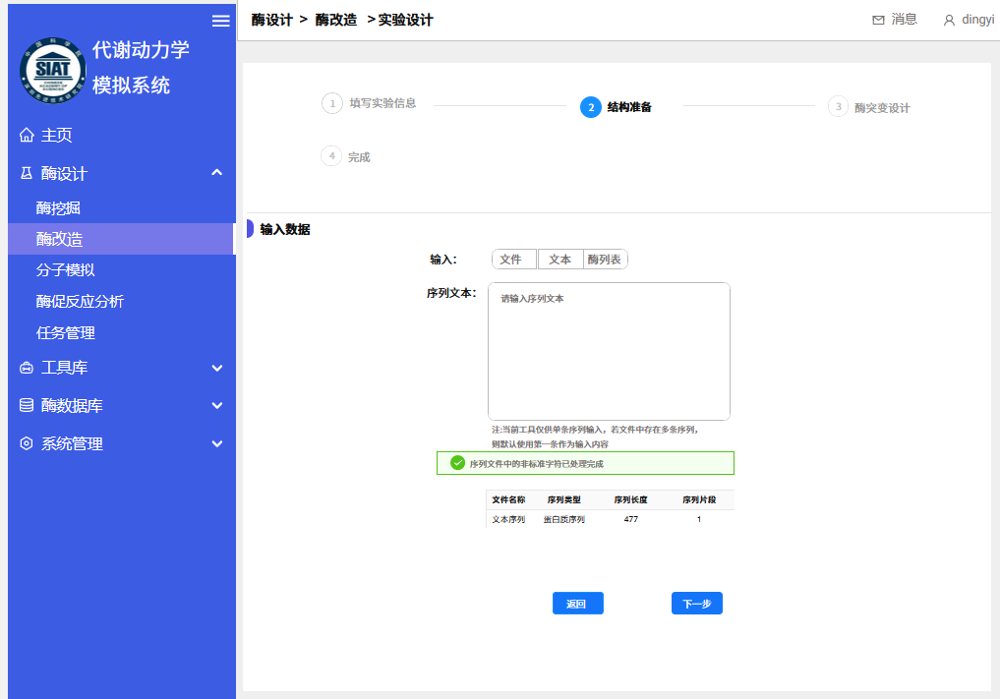 酶设计 > 酶改造 >实验设计
消息
dingyi
SIAT
CHINESE ACADEMY OF SCIENCES
代谢动力学
模拟系统
主页
酶设计
酶挖掘
酶改造
分子模拟
酶促反应分析
任务管理
工具库
酶数据库
系统管理
1 填写实验信息
2 结构准备
3 酶突变设计
4 完成
输入数据
输入：
文件 文本 酶列表
序列文本：
请输入序列文本
注:当前工具仅供单条序列输入，若文件中存在多条序列，
则默认使用第一条作为输入内容
序列文件中的非标准字符已处理完成
文件名称 序列类型 序列长度 序列片段
文本序列 蛋白质序列 477 1
返回 下一步